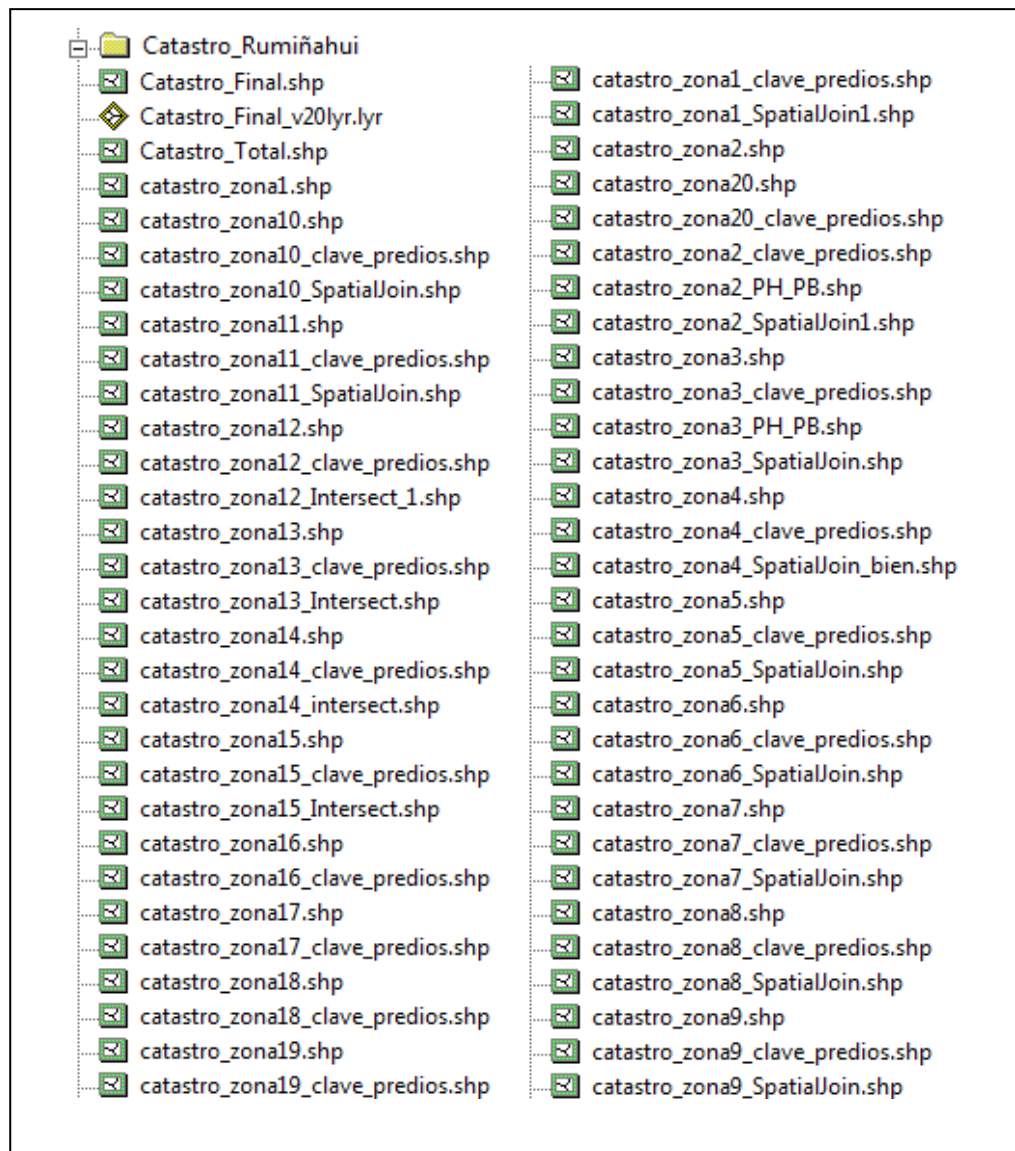 Catastro_Rumiñahui
Catastro_Final.shp
Catastro_Final_v20lyr.lyr
Catastro_Total.shp
catastro_zona1.shp
catastro_zona10.shp
catastro_zona10_clave_predios.shp
catastro_zona10_SpatialJoin.shp
catastro_zona11.shp
catastro_zona11_clave_predios.shp
catastro_zona11_SpatialJoin.shp
catastro_zona12.shp
catastro_zona12_clave_predios.shp
catastro_zona12_Intersect_1.shp
catastro_zona13.shp
catastro_zona13_clave_predios.shp
catastro_zona13_Intersect.shp
catastro_zona14.shp
catastro_zona14_clave_predios.shp
catastro_zona14_intersect.shp
catastro_zona15.shp
catastro_zona15_clave_predios.shp
catastro_zona15_Intersect.shp
catastro_zona16.shp
catastro_zona16_clave_predios.shp
catastro_zona17.shp
catastro_zona17_clave_predios.shp
catastro_zona18.shp
catastro_zona18_clave_predios.shp
catastro_zona19.shp
catastro_zona19_clave_predios.shp
catastro_zona1_clave_predios.shp
catastro_zona1_SpatialJoin1.shp
catastro_zona2.shp
catastro_zona20.shp
catastro_zona20_clave_predios.shp
catastro_zona2_clave_predios.shp
catastro_zona2_PH_PB.shp
catastro_zona2_SpatialJoin1.shp
catastro_zona3.shp
catastro_zona3_clave_predios.shp
catastro_zona3_PH_PB.shp
catastro_zona3_SpatialJoin.shp
catastro_zona4.shp
catastro_zona4_clave_predios.shp
catastro_zona4_SpatialJoin_bien.shp
catastro_zona5.shp
catastro_zona5_clave_predios.shp
catastro_zona5_SpatialJoin.shp
catastro_zona6.shp
catastro_zona6_clave_predios.shp
catastro_zona6_SpatialJoin.shp
catastro_zona7.shp
catastro_zona7_clave_predios.shp
catastro_zona7_SpatialJoin.shp
catastro_zona8.shp
catastro_zona8_clave_predios.shp
catastro_zona8_SpatialJoin.shp
catastro_zona9.shp
catastro_zona9_clave_predios.shp
catastro_zona9_SpatialJoin.shp